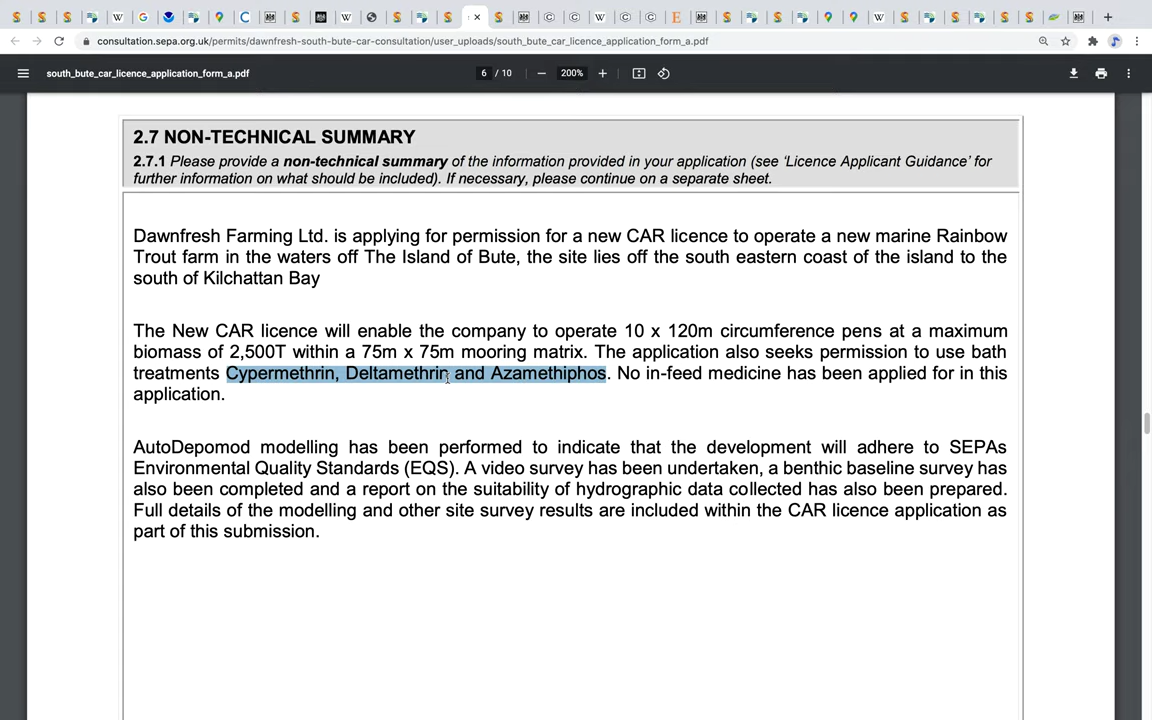 consultation.sepa.org.uk/permits/dawnfresh-south-bute-car-consultation/user_uploads/south_bute_car_licence_application_form_a.pdf
south_bute_car_licence_application_form_a.pdf
6 / 10
200%
2.7 NON-TECHNICAL SUMMARY
2.7.1 Please provide a non-technical summary of the information provided in your application (see ‘Licence Applicant Guidance’ for
further information on what should be included). If necessary, please continue on a separate sheet.
Dawnfresh Farming Ltd. is applying for permission for a new CAR licence to operate a new marine Rainbow
Trout farm in the waters off The Island of Bute, the site lies off the south eastern coast of the island to the
south of Kilchattan Bay
The New CAR licence will enable the company to operate 10 x 120m circumference pens at a maximum
biomass of 2,500T within a 75m x 75m mooring matrix. The application also seeks permission to use bath
treatments Cypermethrin, Deltamethrin and Azamethiphos. No in-feed medicine has been applied for in this
application.
AutoDepomod modelling has been performed to indicate that the development will adhere to SEPAs
Environmental Quality Standards (EQS). A video survey has been undertaken, a benthic baseline survey has
also been completed and a report on the suitability of hydrographic data collected has also been prepared.
Full details of the modelling and other site survey results are included within the CAR licence application as
part of this submission.